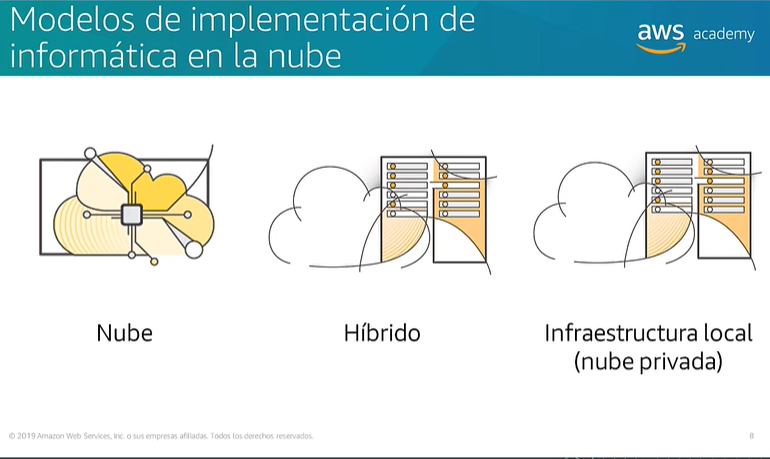 Modelos de implementación de
informática en la nube
aws academy
Nube
Híbrido
Infraestructura local
(nube privada)
© 2019 Amazon Web Services, Inc. o sus empresas afiliadas. Todos los derechos reservados.
8